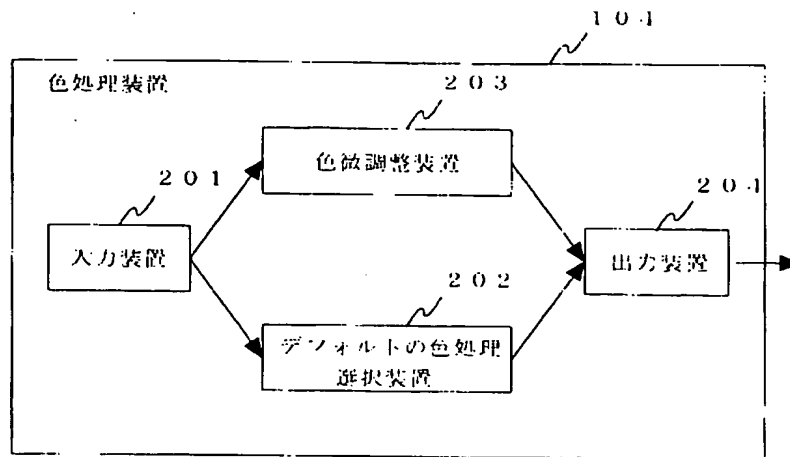 104
色処理装置
203
色微調整装置
201
入力装置
204
出力装置
202
デフォルトの色処理
選択装置